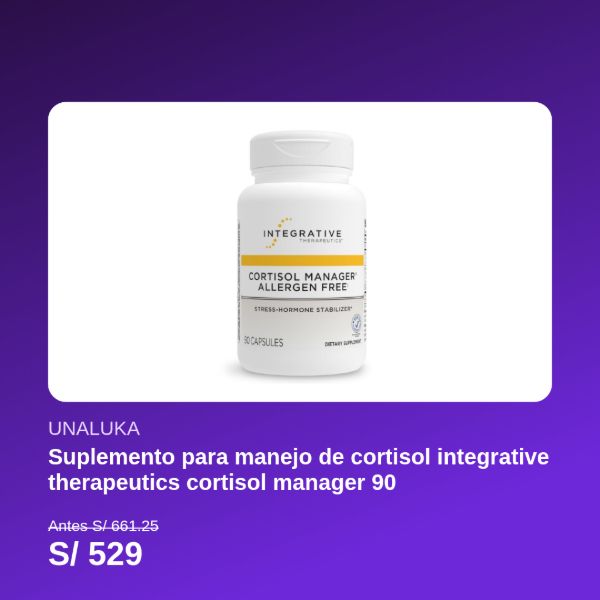 INTEGRATIVE
THERAPEUTICS
CORTISOL MANAGER®
ALLERGEN FREE
STRESS-HORMONE STABILIZER*
90 CAPSULES
DIETARY SUPPLEMENT
UNALUKA
Suplemento para manejo de cortisol integrative
therapeutics cortisol manager 90
Antes S/ 661.25
S/ 529